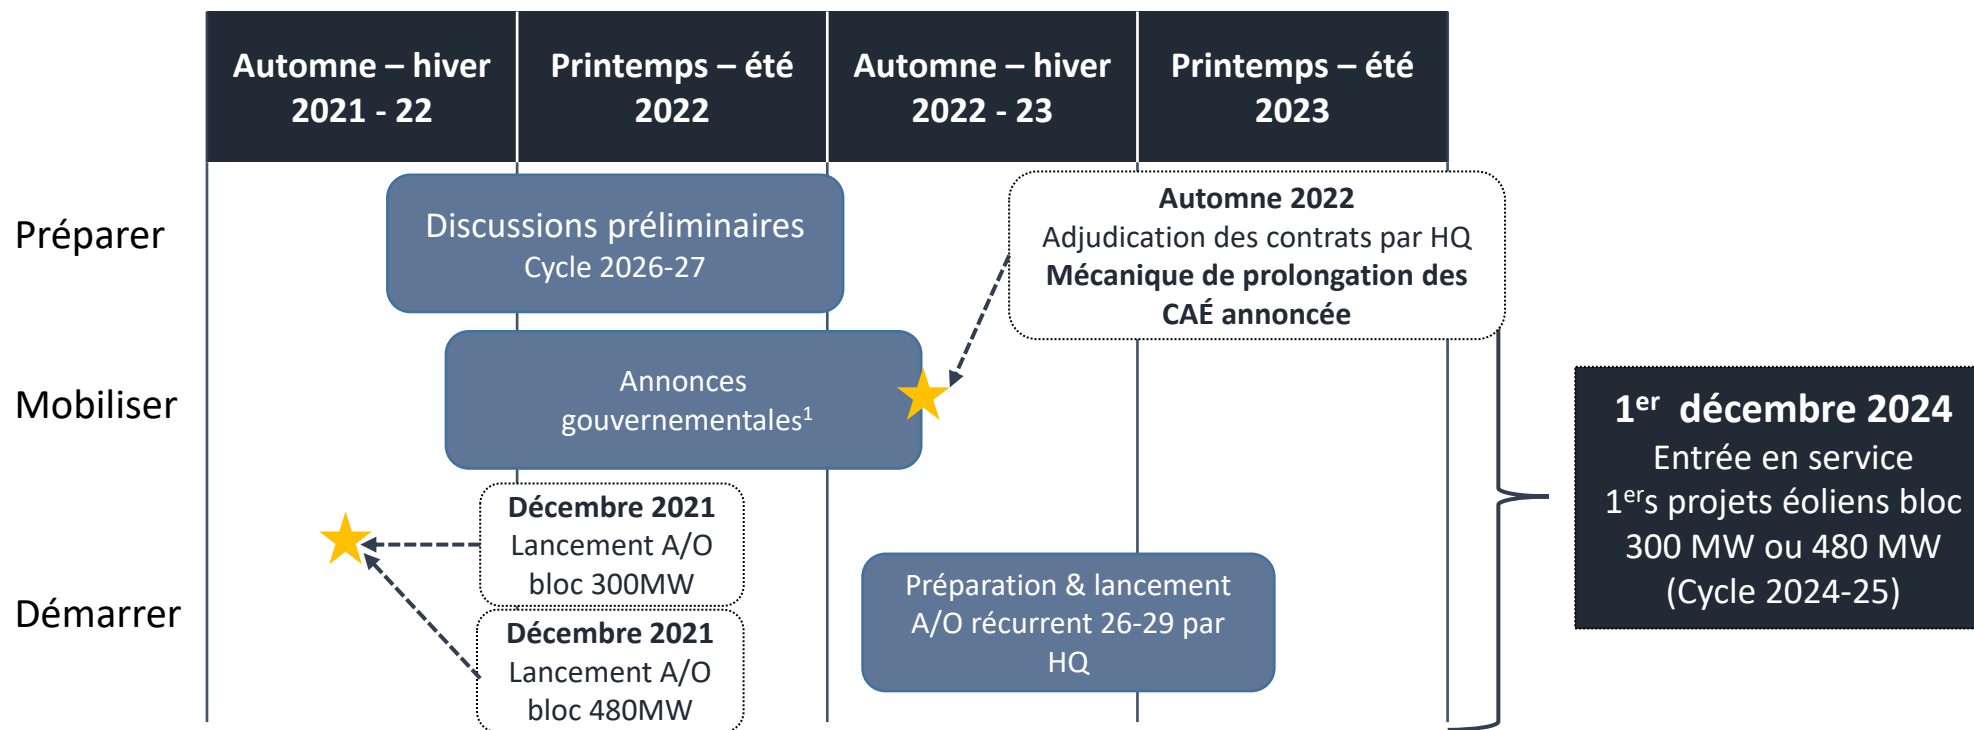 Automne – hiver
2021 - 22
Printemps – été
2022
Automne – hiver
2022 - 23
Printemps – été
2023
Préparer
Discussions préliminaires
Cycle 2026-27
Automne 2022
Adjudication des contrats par HQ
Mécanique de prolongation des
CAÉ annoncée
Mobiliser
Annonces
gouvernementales1
Démarrer
Décembre 2021
Lancement A/O
bloc 300MW
Décembre 2021
Lancement A/O
bloc 480MW
Préparation & lancement
A/O récurrent 26-29 par
HQ
1er décembre 2024
Entrée en service
1ers projets éoliens bloc
300 MW ou 480 MW
(Cycle 2024-25)